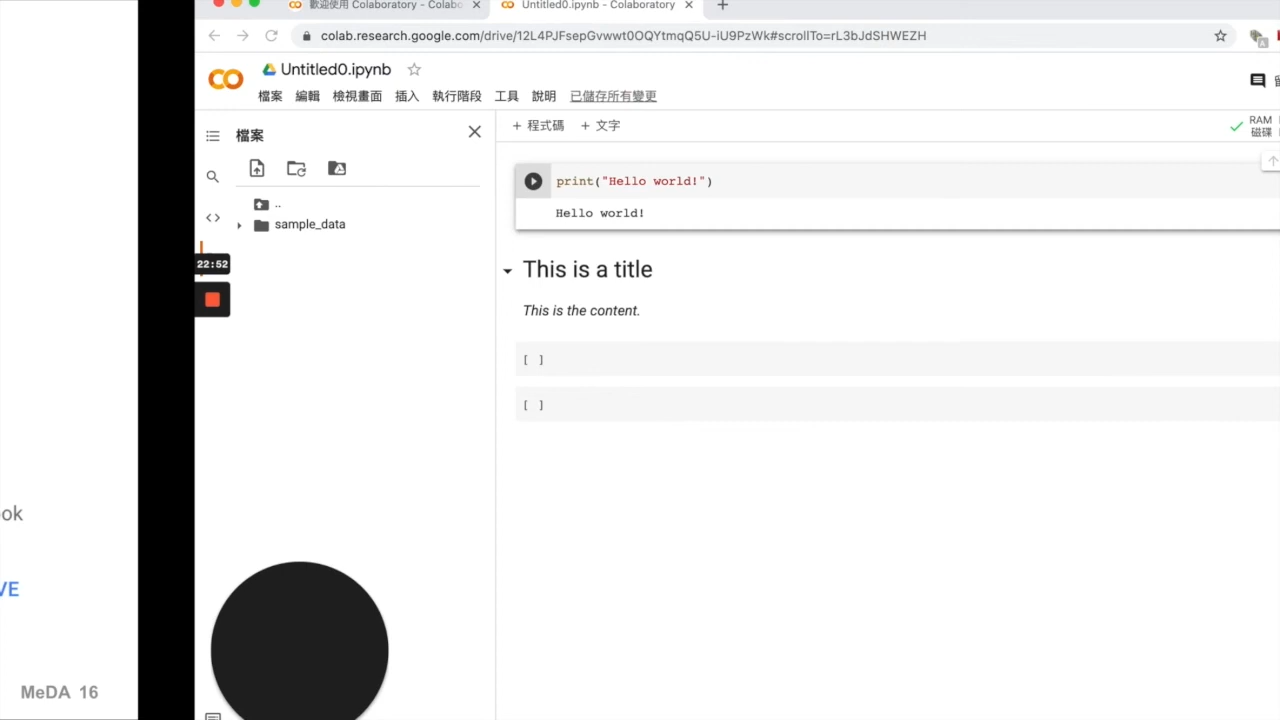 歡迎使用 Colaboratory - Colabo
Untitled0.ipynb - Colaboratory
colab.research.google.com/drive/12L4PJFsepGvwwt0OQYtmqQ5U-iU9PzWk#scrollTo=rL3bJdSHWEZH
Untitled0.ipynb
檔案 編輯 檢視畫面 插入 執行階段 工具 說明 已儲存所有變更
檔案
+ 程式碼 + 文字
RAM
磁碟
print("Hello world!")
Hello world!
..
sample_data
22:52
This is a title
This is the content.
[ ]
[ ]
ok
VE
MeDA 16